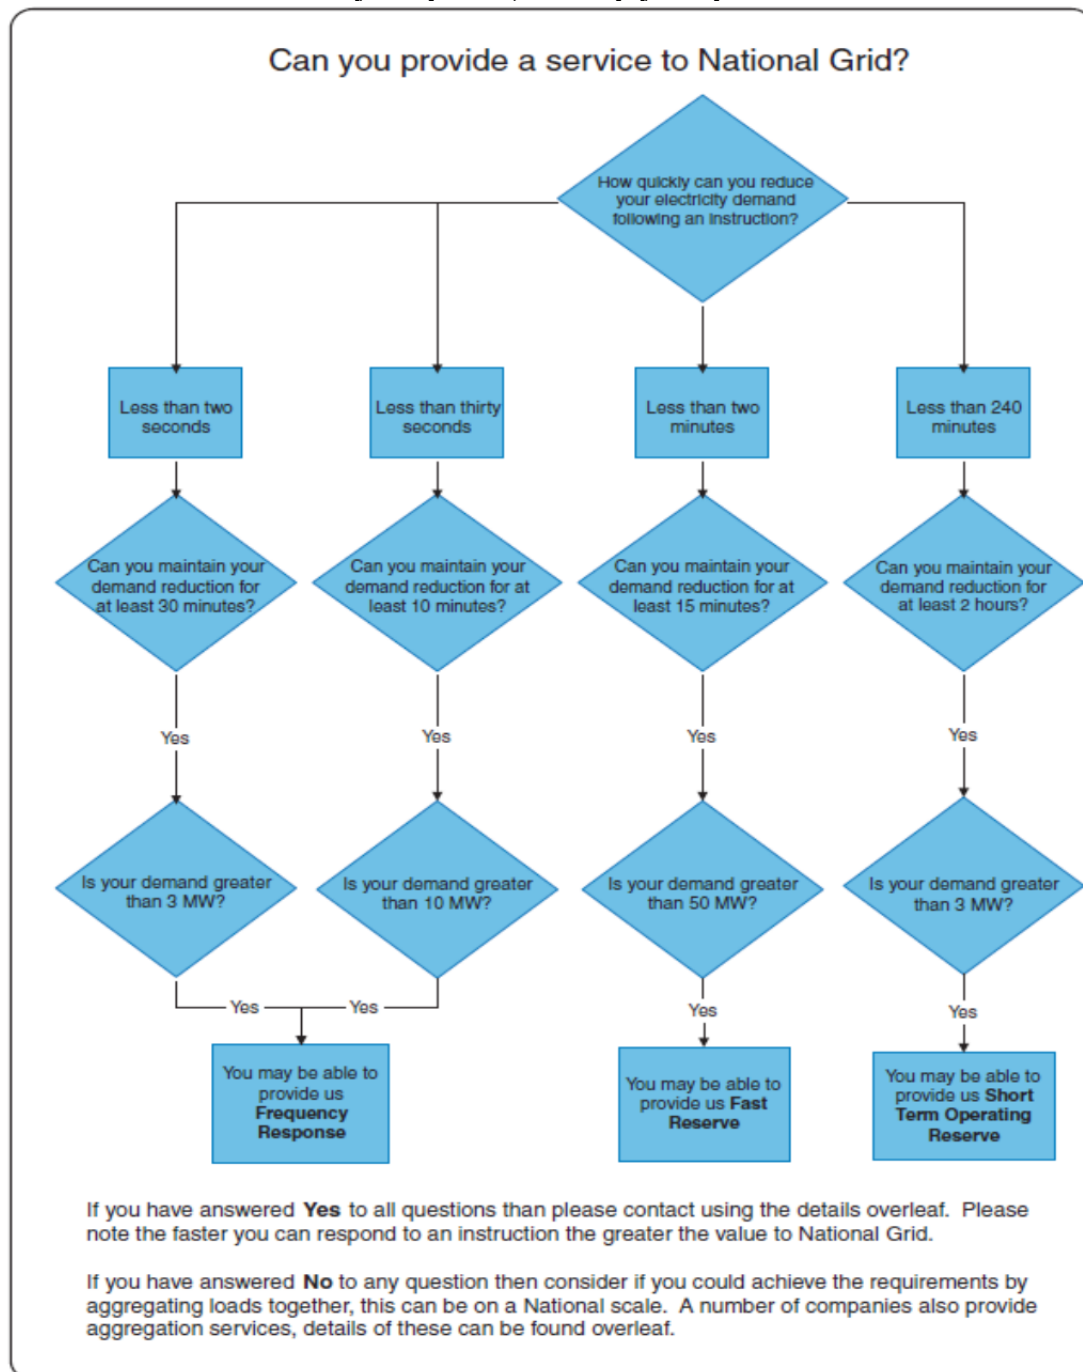 Can you provide a service to National Grid?
How quickly can you reduce
your electricity demand
following an instruction?
Less than two
seconds
Less than thirty
seconds
Less than two
minutes
Less than 240
minutes
Can you maintain your
demand reduction for
at least 30 minutes?
Can you maintain your
demand reduction for at
least 10 minutes?
Can you maintain your
demand reduction for at
least 15 minutes?
Can you maintain your
demand reduction for
at least 2 hours?
Yes
Yes
Yes
Yes
Is your demand greater
than 3 MW?
Is your demand greater
than 10 MW?
Is your demand greater
than 50 MW?
Is your demand greater
than 3 MW?
Yes
Yes
Yes
Yes
You may be able to
provide us
Frequency
Response
You may be able to
provide us Fast
Reserve
You may be able to
provide us Short
Term Operating
Reserve
If you have answered Yes to all questions than please contact using the details overleaf. Please
note the faster you can respond to an instruction the greater the value to National Grid.
If you have answered No to any question then consider if you could achieve the requirements by
aggregating loads together, this can be on a National scale. A number of companies also provide
aggregation services, details of these can be found overleaf.